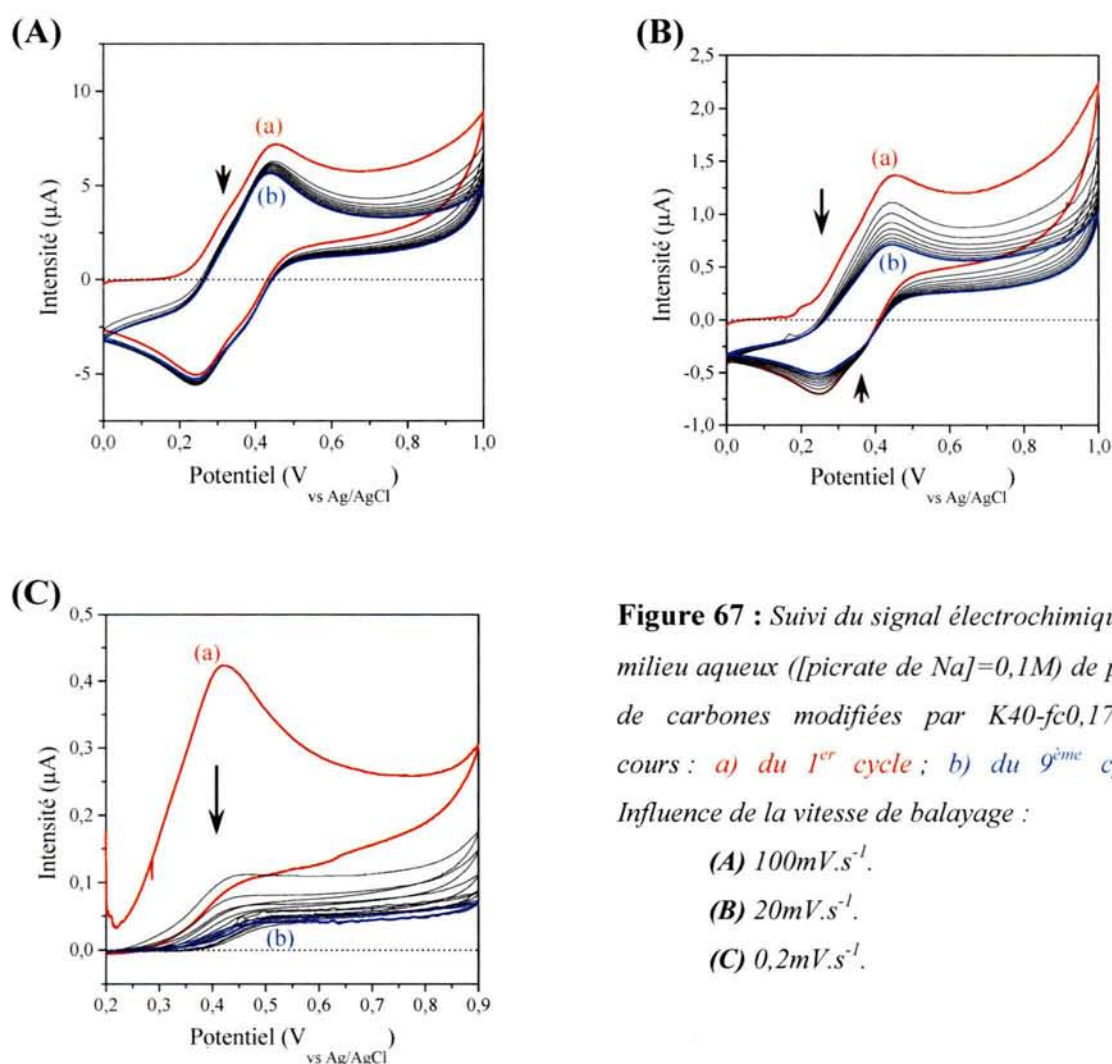 (A)
10
5
0
-5
Intensité (µA)
(a)
(b)
0,0 0,2 0,4 0,6 0,8 1,0
Potentiel (V vs Ag/AgCl)
(B)
2,5
2,0
1,5
1,0
0,5
0,0
-0,5
-1,0
Intensité (µA)
(a)
(b)
0,0 0,2 0,4 0,6 0,8 1,0
Potentiel (V vs Ag/AgCl)
(C)
0,5
0,4
0,3
0,2
0,1
0,0
Intensité (µA)
(a)
(b)
0,2 0,3 0,4 0,5 0,6 0,7 0,8 0,9
Potentiel (V vs Ag/AgCl)
Figure 67 : Suivi du signal électrochimiqu
milieu aqueux ([picrate de Na]=0,1M) de p
de carbones modifiées par K40-fc0,17
cours : a) du 1er cycle ; b) du 9ème c
Influence de la vitesse de balayage :
(A) 100mV.s-1.
(B) 20mV.s-1.
(C) 0,2mV.s-1.